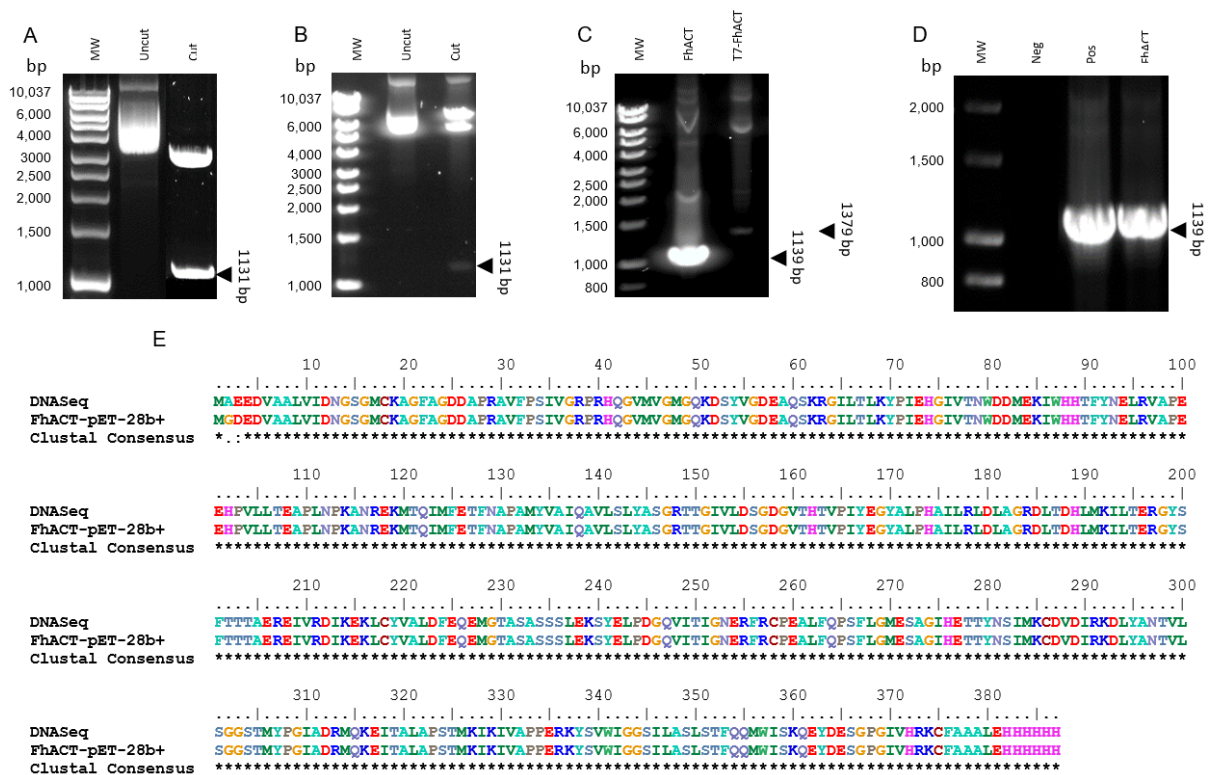 A
MW
Uncut
Cut
bp
10,037
6,000
4,000
3000
2,500
2,000
1,500
1,000
1131 bp
B
MW
Uncut
Cut
bp
10,037
6,000
4,000
3000
2,500
2,000
1,500
1,000
1131 bp
C
MW
FhACT
T7-FhACT
bp
10,037
6,000
4,000
3,000
2,500
2,000
1,500
1,000
800
1139 bp
1379 bp
D
MW
Neg
Pos
FhACT
bp
2,000
1,500
1,000
800
1139 bp
E
10 20 30 40 50 60 70 80 90 100
DNASeq MAEEDVAALVIDNGSGMCKAGFAGDDAPRAVFPSIVGRPRHQGVMVGMGQKDSYVGDEAQSKRGILTLKYPIEHGIVTNWDDMEKIWHHTFYNELRVAPE
FhACT-pET-28b+ MGDEDVAALVIDNGSGMCKAGFAGDDAPRAVFPSIVGRPRHQGVMVGMGQKDSYVGDEAQSKRGILTLKYPIEHGIVTNWDDMEKIWHHTFYNELRVAPE
Clustal Consensus
110 120 130 140 150 160 170 180 190 200
DNASeq EHPVLLTEAPLNPKANREKMTQIMFETFNAPAMYVAIQAVLSLYASGRTTGIVLDSGDGVTHTVPIYEGYALPHAILRLDLAGRDLTDHLMKILTERGYS
FhACT-pET-28b+ EHPVLLTEAPLNPKANREKMTQIMFETFNAPAMYVAIQAVLSLYASGRTTGIVLDSGDGVTHTVPIYEGYALPHAILRLDLAGRDLTDHLMKILTERGYS
Clustal Consensus
210 220 230 240 250 260 270 280 290 300
DNASeq FTTTAEREIVRDIKEKLCYVALDFEQEMGTASASSSLEKSYELPDGQVITIGNERFRCPEALFQPSFLGMESAGIHETTYNSIMKCDVDIRKDLYANTVL
FhACT-pET-28b+ FTTTAEREIVRDIKEKLCYVALDFEQEMGTASASSSLEKSYELPDGQVITIGNERFRCPEALFQPSFLGMESAGIHETTYNSIMKCDVDIRKDLYANTVL
Clustal Consensus
310 320 330 340 350 360 370 380
DNASeq SGGSTMYPGIADRMQKEITALAPSTMKIKIVAPPERKYSVWIGGSILASLSTFQQMWISKQEYDESGPGIVHRKCFAAALEHHHHHH
FhACT-pET-28b+ SGGSTMYPGIADRMQKEITALAPSTMKIKIVAPPERKYSVWIGGSILASLSTFQQMWISKQEYDESGPGIVHRKCFAAALEHHHHHH
Clustal Consensus